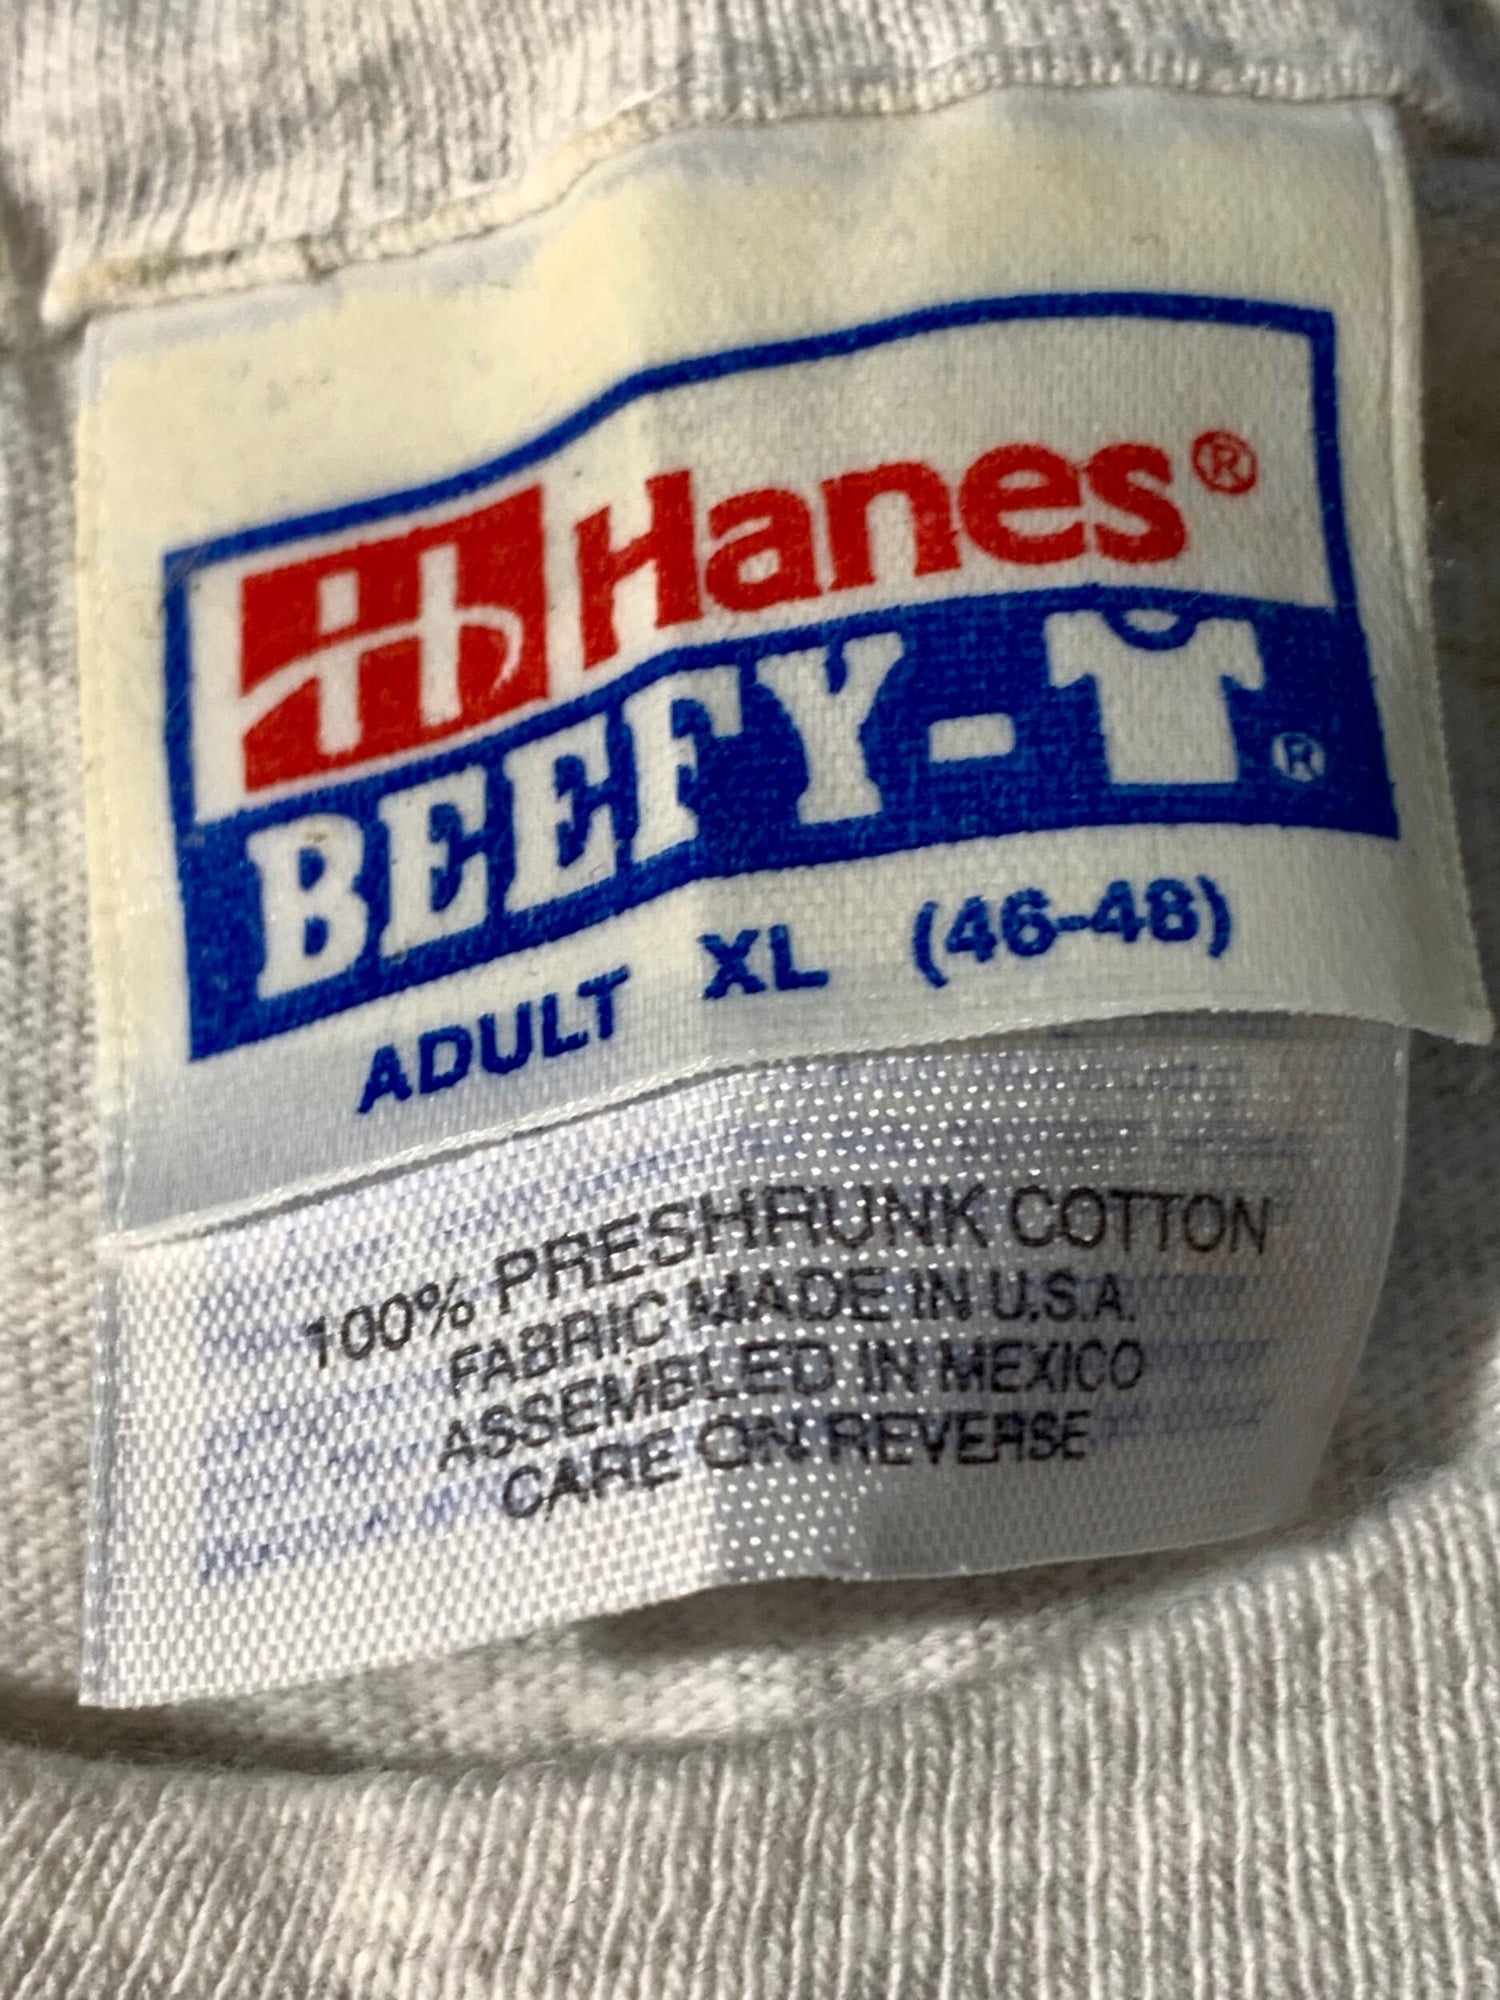 Hanes®
BEEFY-T®
ADULT XL (46-48)
100% PRESHRUNK COTTON
FABRIC MADE IN U.S.A.
ASSEMBLED IN MEXICO
CARE ON REVERSE